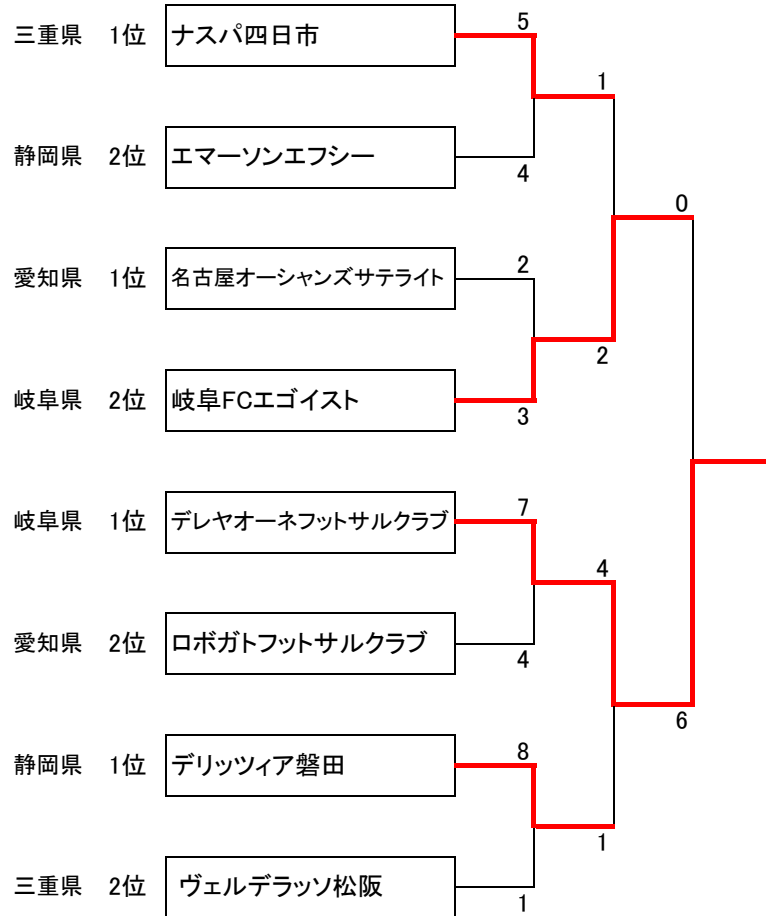 三重県 1位 ナスパ四日市 5
1
静岡県 2位 エマーソンエフシー 4
0
愛知県 1位 名古屋オーシャンズサテライト 2
2
岐阜県 2位 岐阜FCエゴイスト 3
岐阜県 1位 デレヤオーネフットサルクラブ 7
4
愛知県 2位 ロボガトフットサルクラブ 4
6
静岡県 1位 デリッツィア磐田 8
1
三重県 2位 ヴェルデラッソ松阪 1